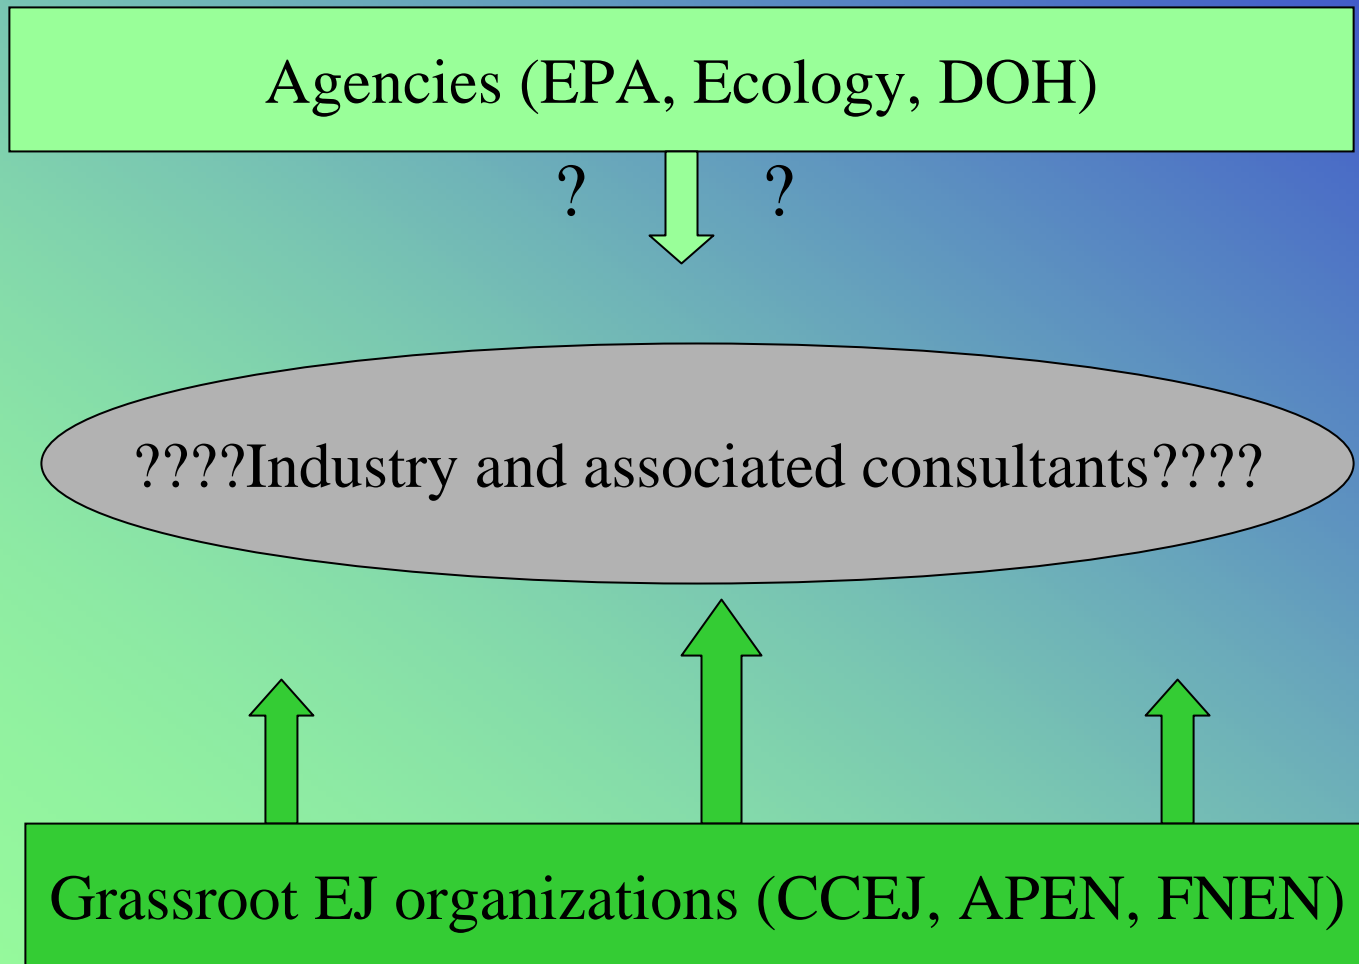 Agencies (EPA, Ecology, DOH)
? ?
????Industry and associated consultants????
Grassroot EJ organizations (CCEJ, APEN, FNEN)